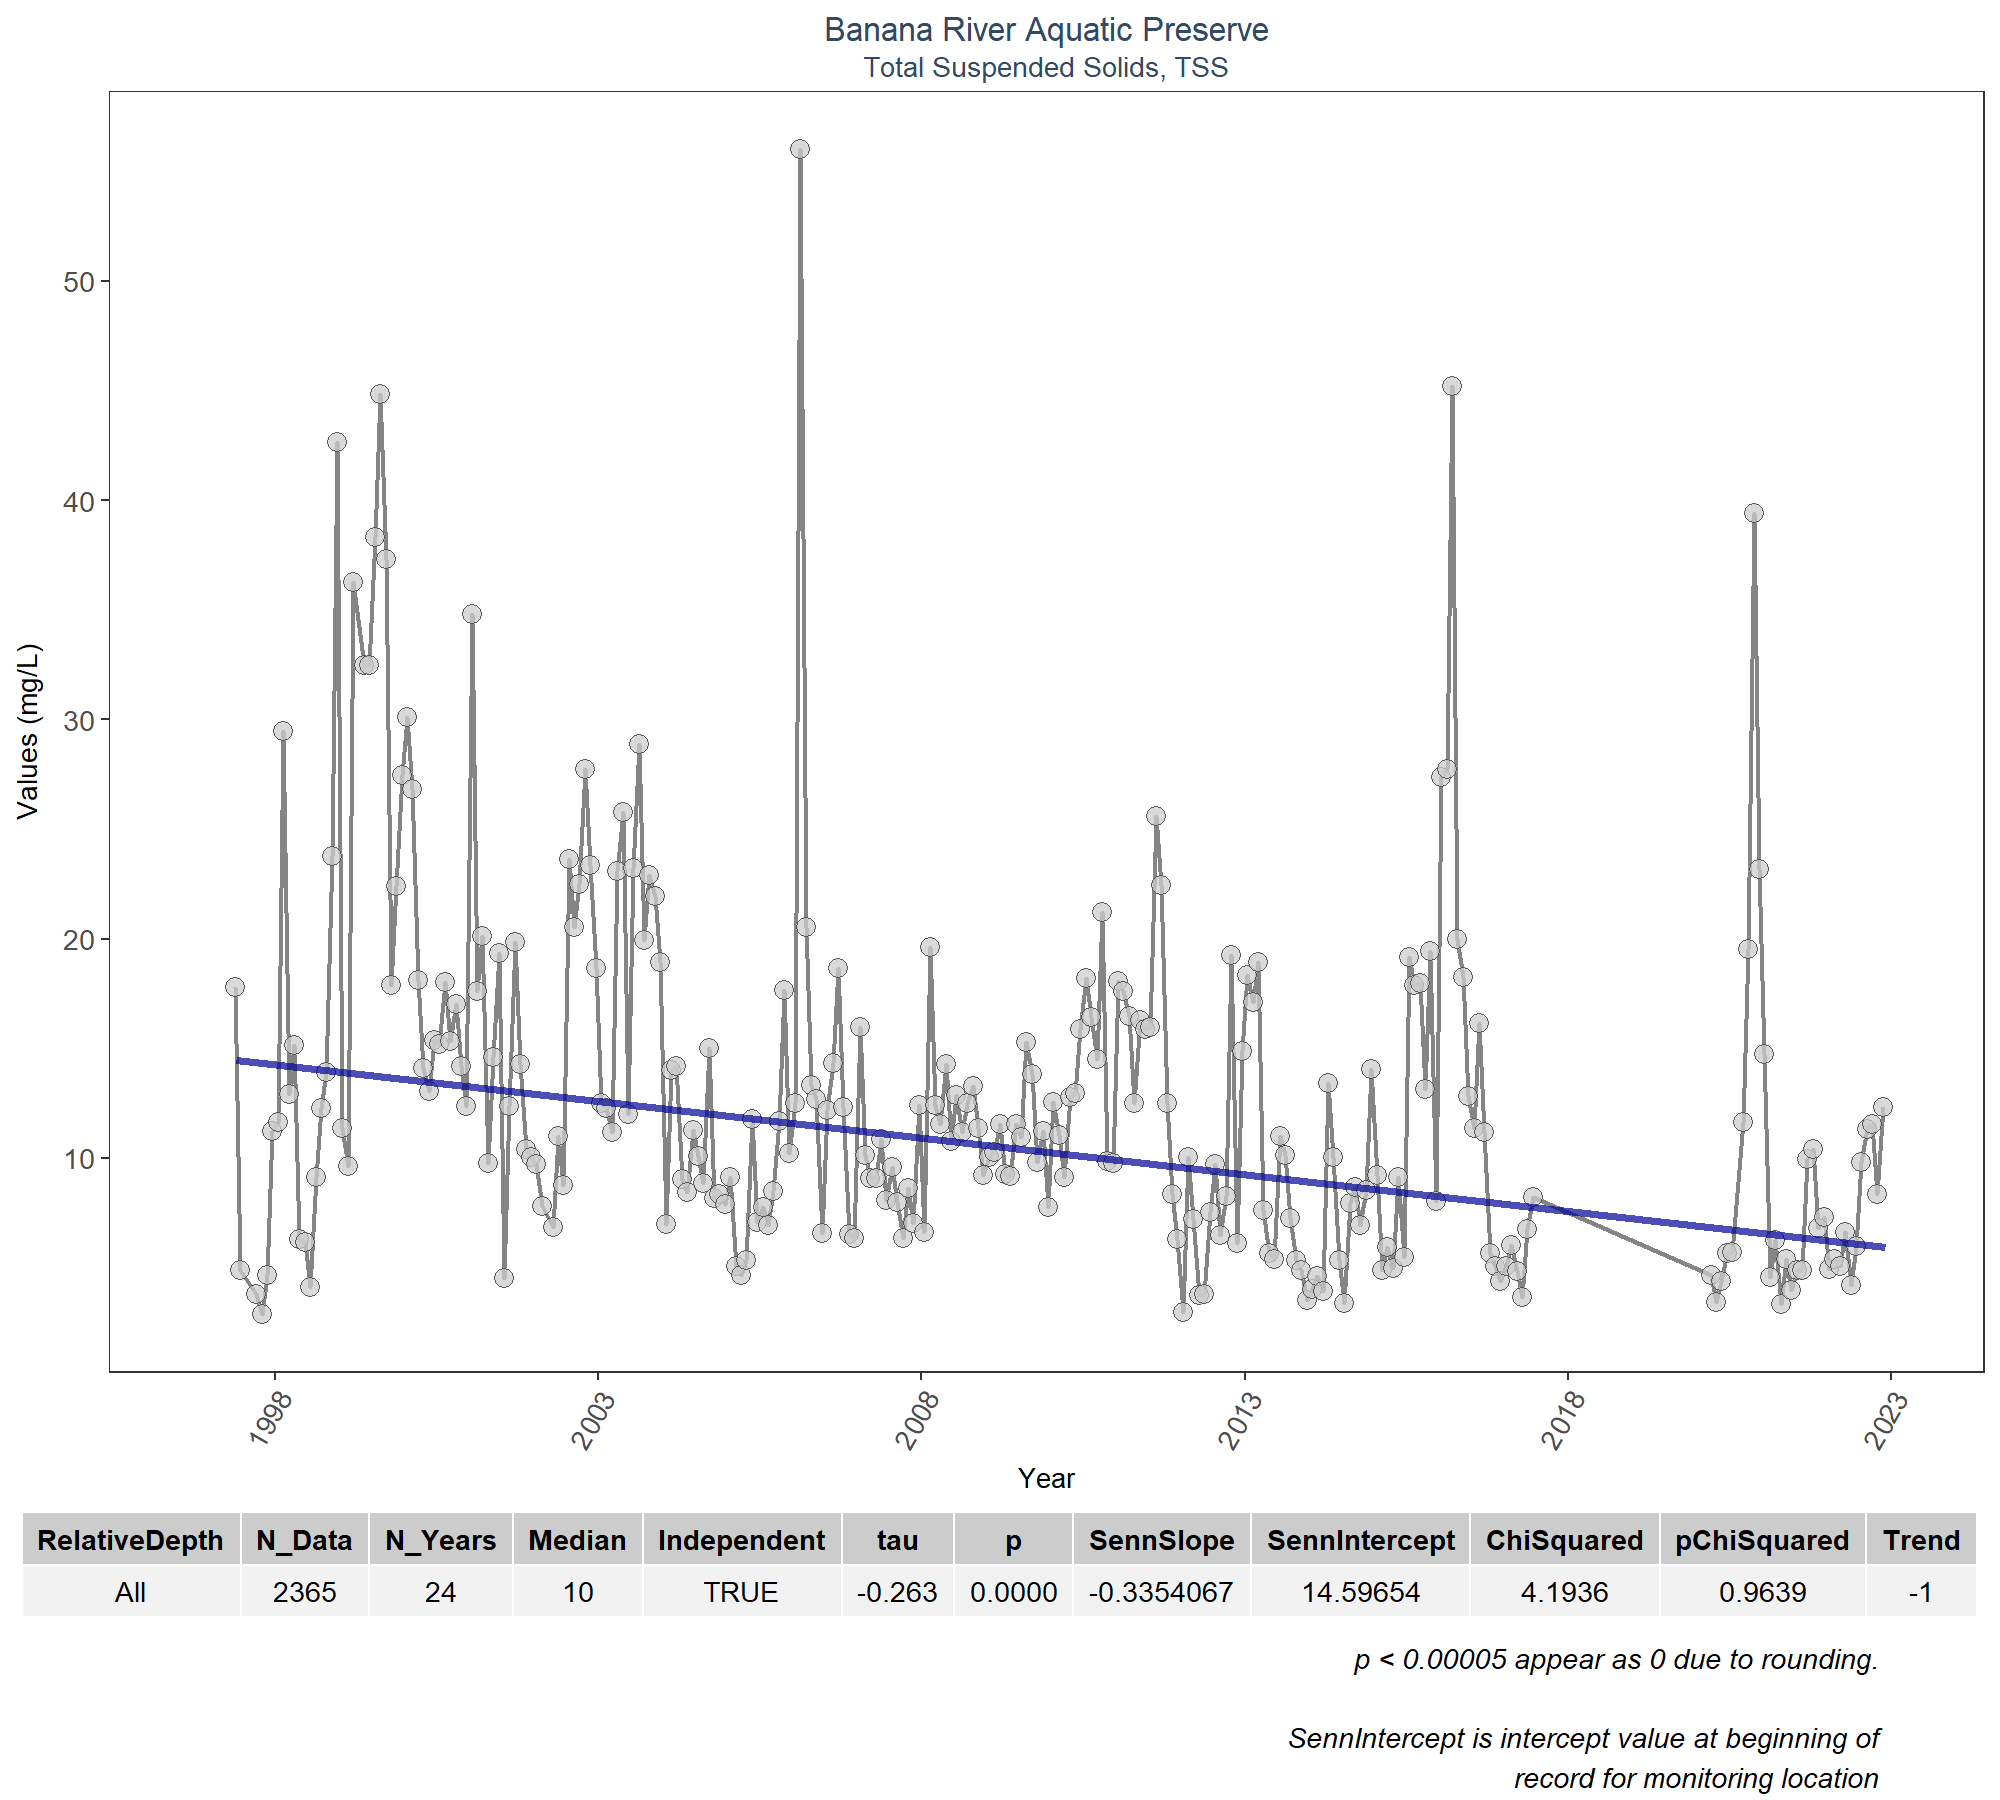 Banana River Aquatic Preserve
Total Suspended Solids, TSS
Values (mg/L)
50
40
30
20
10
1998 2003 2008 2013 2018 2023
Year
RelativeDepth N_Data N_Years Median Independent tau p SennSlope SennIntercept ChiSquared pChiSquared Trend
All 2365 24 10 TRUE -0.263 0.0000 -0.3354067 14.59654 4.1936 0.9639 -1
p < 0.00005 appear as 0 due to rounding.
SennIntercept is intercept value at beginning of
record for monitoring location